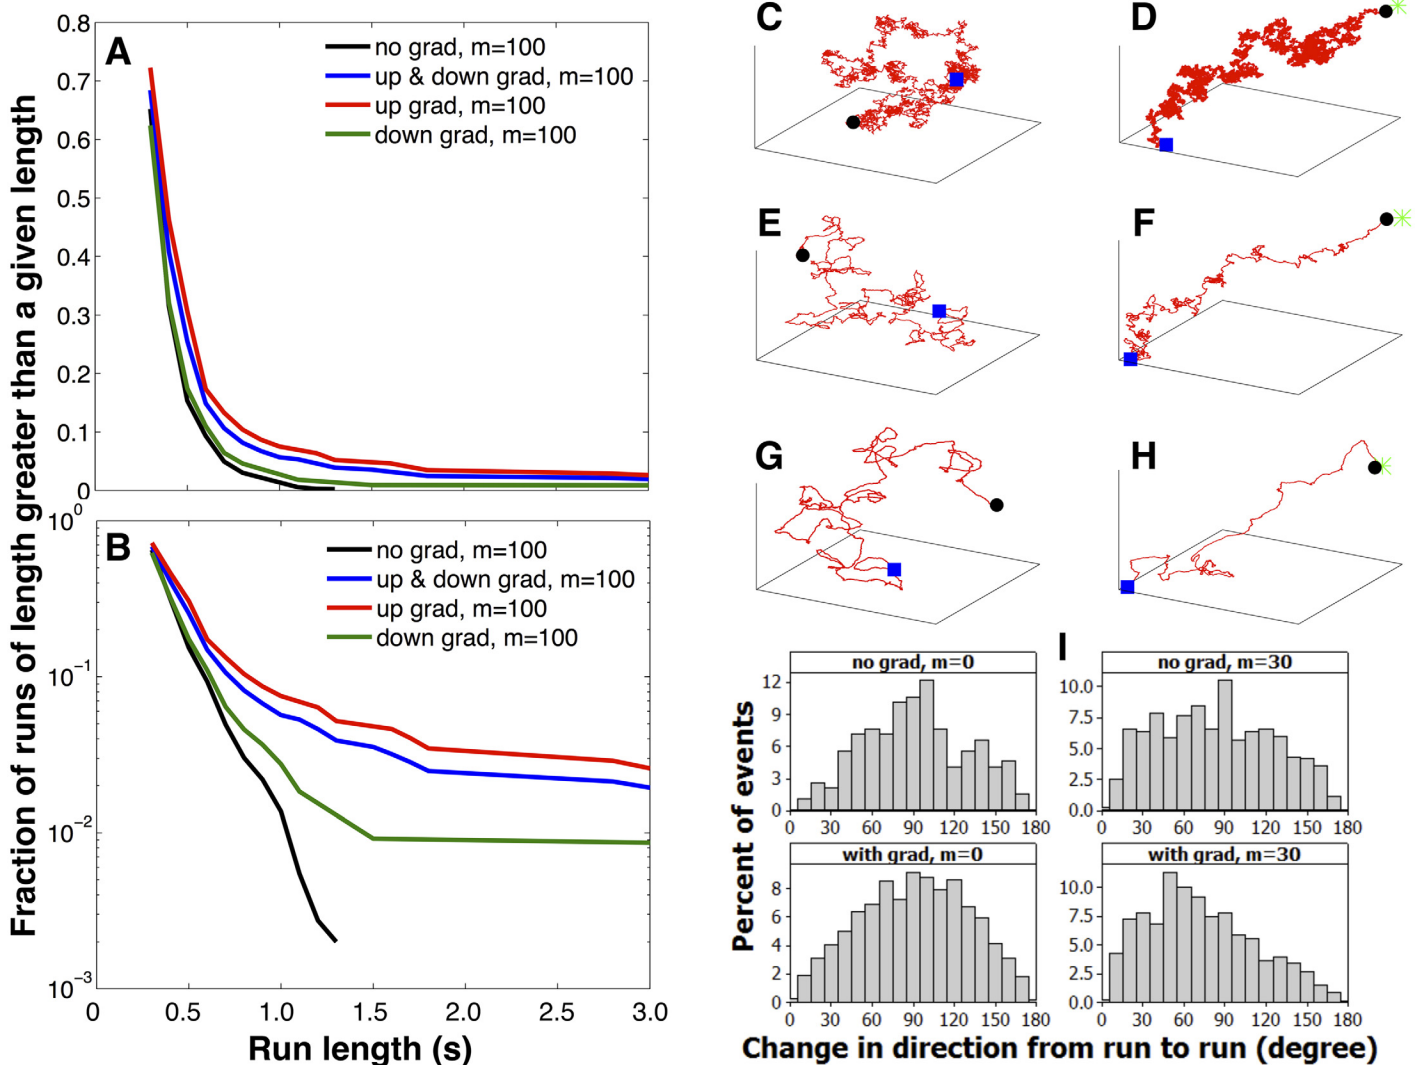 A
0.8
0.7
0.6
0.5
0.4
0.3
0.2
0.1
0
no grad, m=100
up & down grad, m=100
up grad, m=100
down grad, m=100
Fraction of runs of length greater than a given length
B
10^0
10^-1
10^-2
10^-3
no grad, m=100
up & down grad, m=100
up grad, m=100
down grad, m=100
0 0.5 1.0 1.5 2.0 2.5 3.0
Run length (s)
C
D
E
F
G
H
I
no grad, m=0
12
9
6
3
0
0 30 60 90 120 150 180
no grad, m=30
10.0
7.5
5.0
2.5
0.0
0 30 60 90 120 150 180
with grad, m=0
8
6
4
2
0
0 30 60 90 120 150 180
with grad, m=30
10.0
7.5
5.0
2.5
0.0
0 30 60 90 120 150 180
Percent of events
Change in direction from run to run (degree)